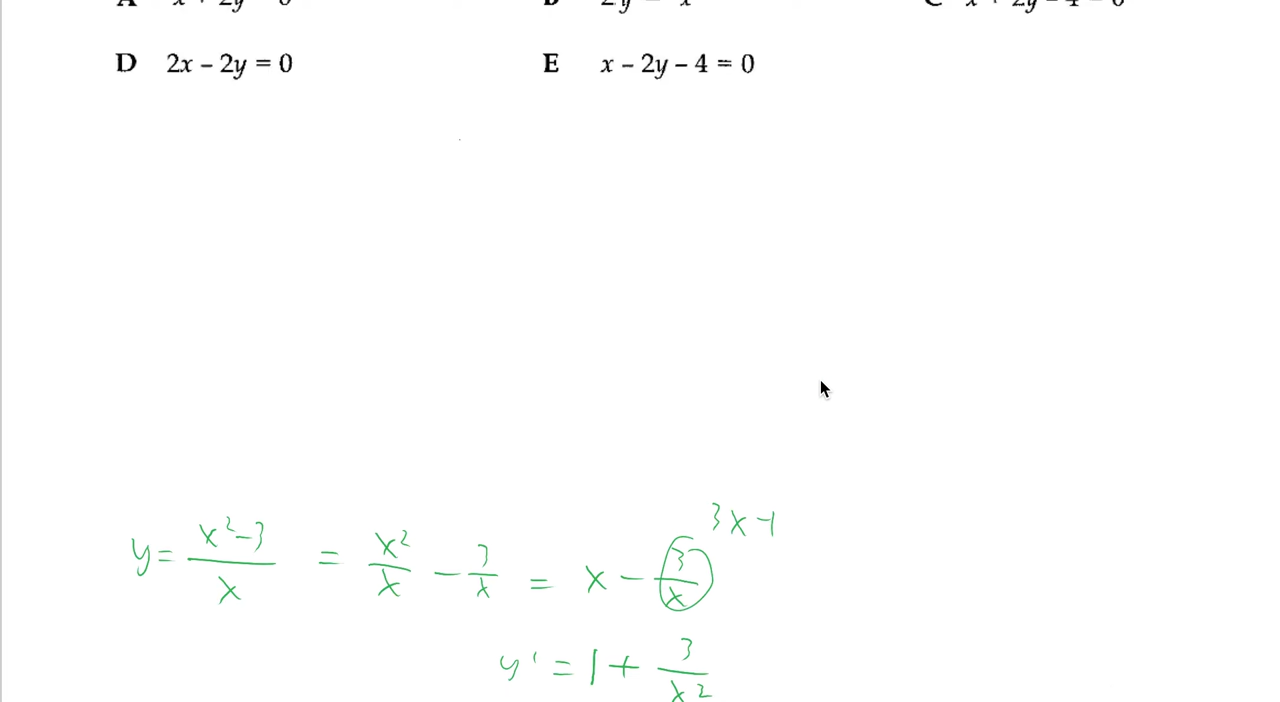 D 2x – 2y = 0 E x – 2y – 4 = 0
3x-1
y = x²-3/x = x²/x - 3/x = x - 3/x
y' = 1 + 3/x²